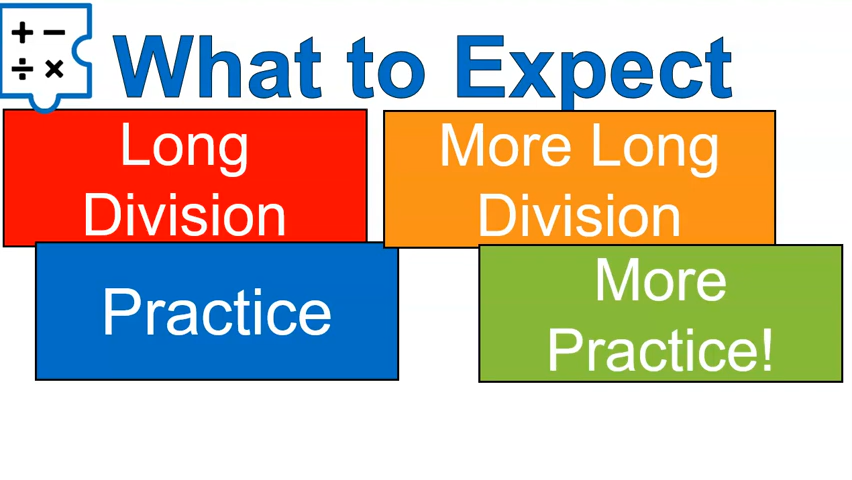 + −
÷ ×
What to Expect
Long
Division
More Long
Division
Practice
More
Practice!